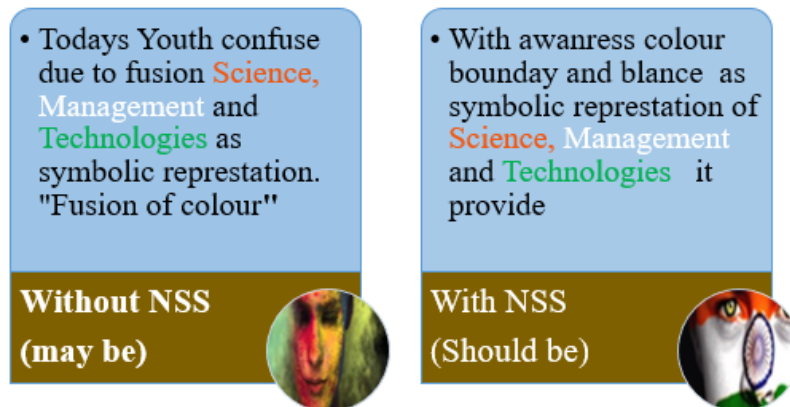 • Todays Youth confuse
due to fusion Science,
Management and
Technologies as
symbolic represtation.
"Fusion of colour"
Without NSS
(may be)
• With awanress colour
bounday and blance as
symbolic represtation of
Science, Management
and Technologies it
provide
With NSS
(Should be)